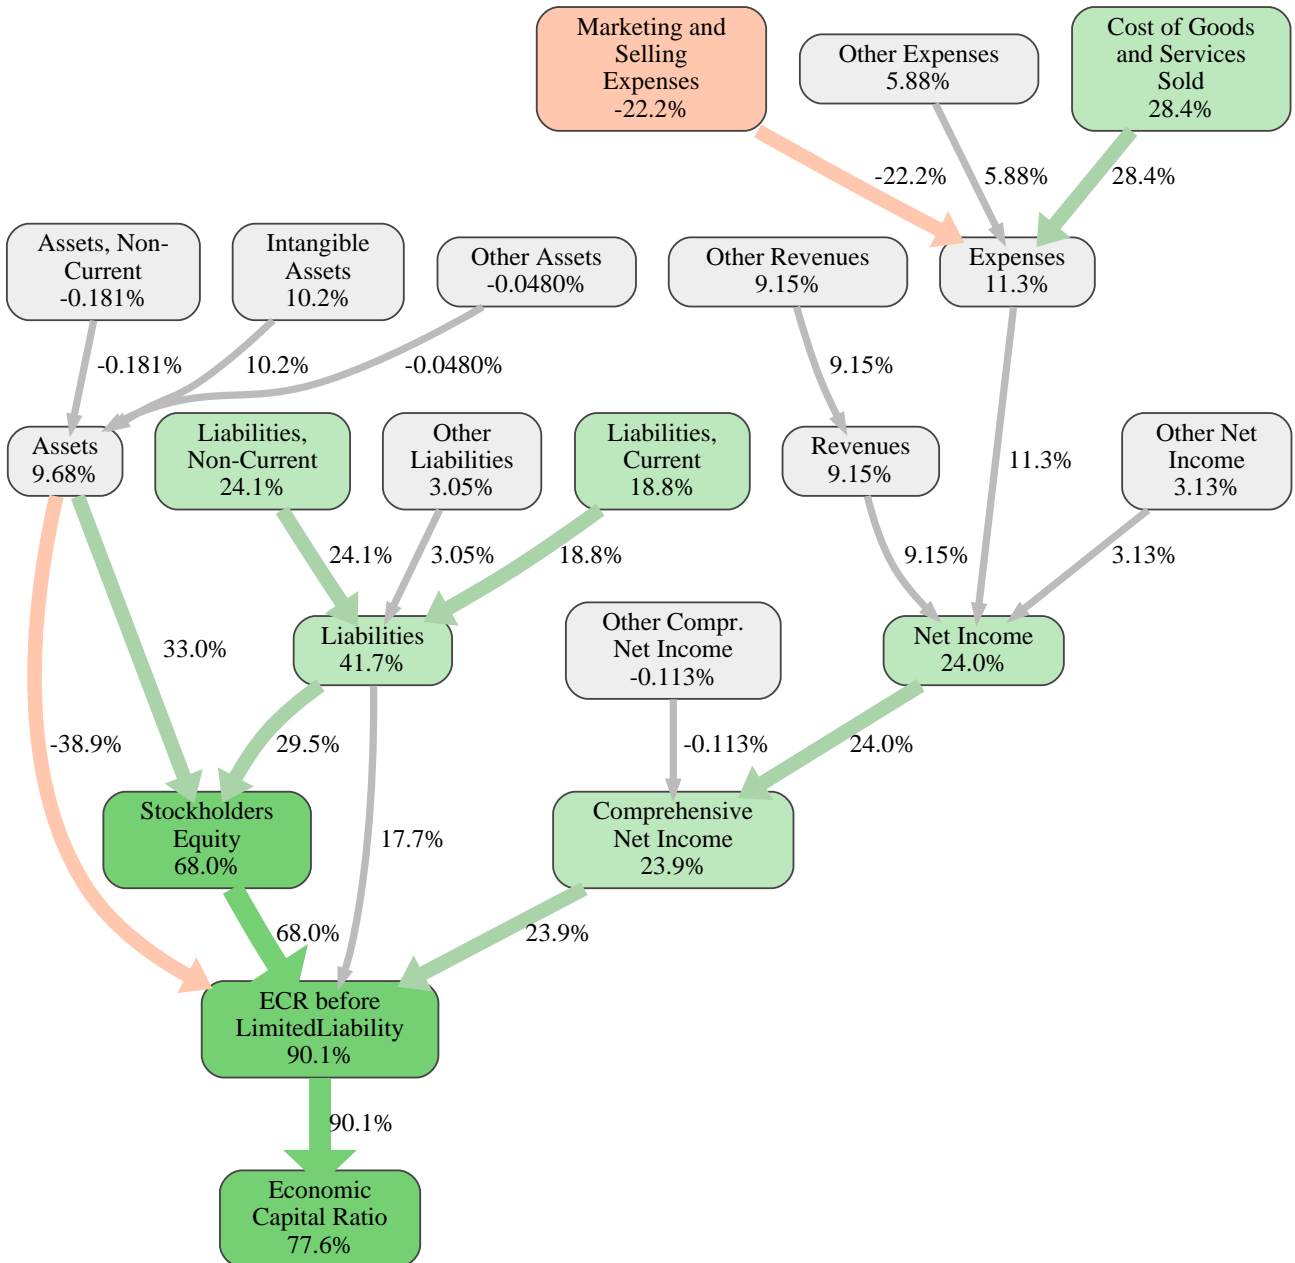 Marketing and
Selling
Expenses
-22.2%
Other Expenses
5.88%
Cost of Goods
and Services
Sold
28.4%
-22.2%
5.88%
28.4%
Assets, Non-
Current
-0.181%
Intangible
Assets
10.2%
Other Assets
-0.0480%
Other Revenues
9.15%
Expenses
11.3%
-0.181%
10.2%
-0.0480%
9.15%
11.3%
Assets
9.68%
Liabilities,
Non-Current
24.1%
Other
Liabilities
3.05%
Liabilities,
Current
18.8%
Revenues
9.15%
Other Net
Income
3.13%
24.1%
3.05%
18.8%
9.15%
3.13%
33.0%
Liabilities
41.7%
Other Compr.
Net Income
-0.113%
Net Income
24.0%
-38.9%
29.5%
-0.113%
24.0%
Stockholders
Equity
68.0%
17.7%
Comprehensive
Net Income
23.9%
68.0%
23.9%
ECR before
LimitedLiability
90.1%
90.1%
Economic
Capital Ratio
77.6%